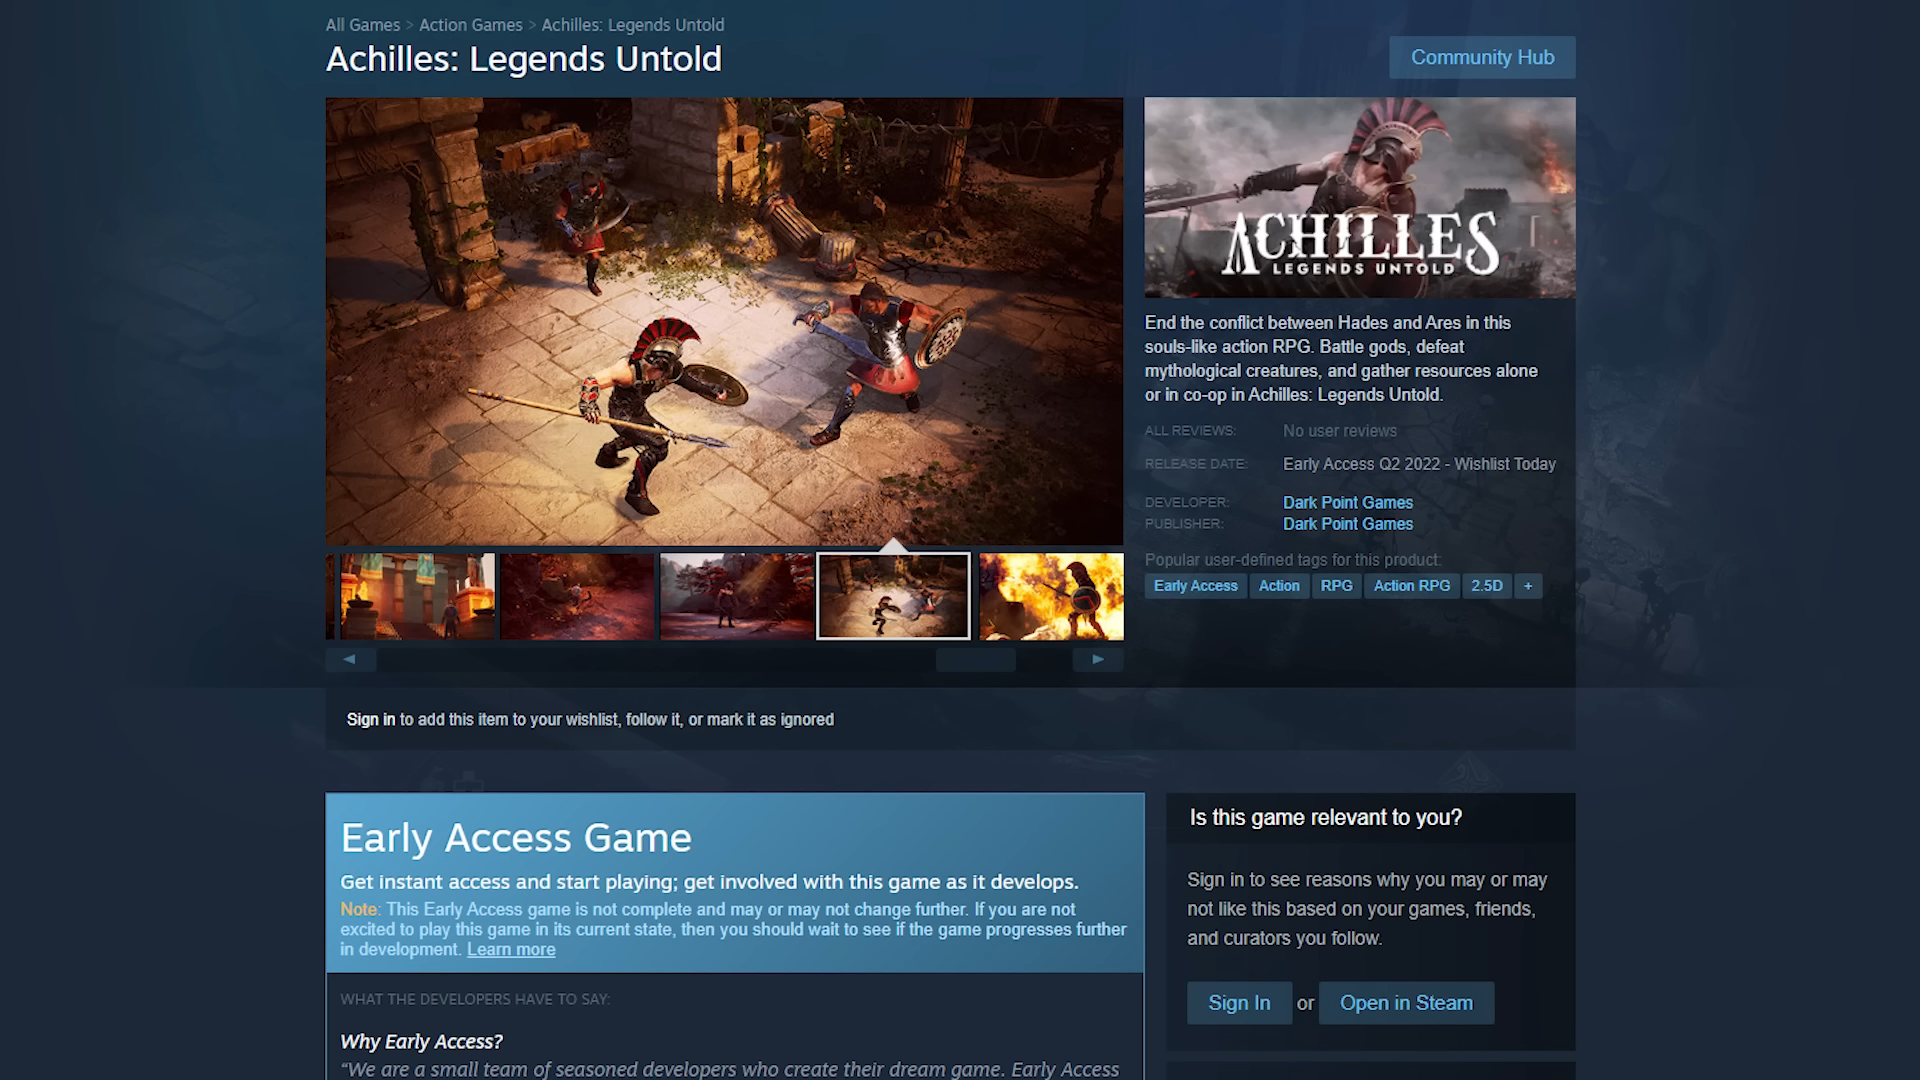 All Games > Action Games > Achilles: Legends Untold
Achilles: Legends Untold
Community Hub
ACHILLES
LEGENDS UNTOLD
End the conflict between Hades and Ares in this
souls-like action RPG. Battle gods, defeat
mythological creatures, and gather resources alone
or in co-op in Achilles: Legends Untold.
ALL REVIEWS: No user reviews
RELEASE DATE: Early Access Q2 2022 - Wishlist Today
DEVELOPER: Dark Point Games
PUBLISHER: Dark Point Games
Popular user-defined tags for this product:
Early Access Action RPG Action RPG 2.5D +
Sign in to add this item to your wishlist, follow it, or mark it as ignored
Early Access Game
Get instant access and start playing; get involved with this game as it develops.
Note: This Early Access game is not complete and may or may not change further. If you are not
excited to play this game in its current state, then you should wait to see if the game progresses further
in development. Learn more
WHAT THE DEVELOPERS HAVE TO SAY:
Why Early Access?
“We are a small team of seasoned developers who create their dream game. Early Access
Is this game relevant to you?
Sign in to see reasons why you may or may
not like this based on your games, friends,
and curators you follow.
Sign In or Open in Steam